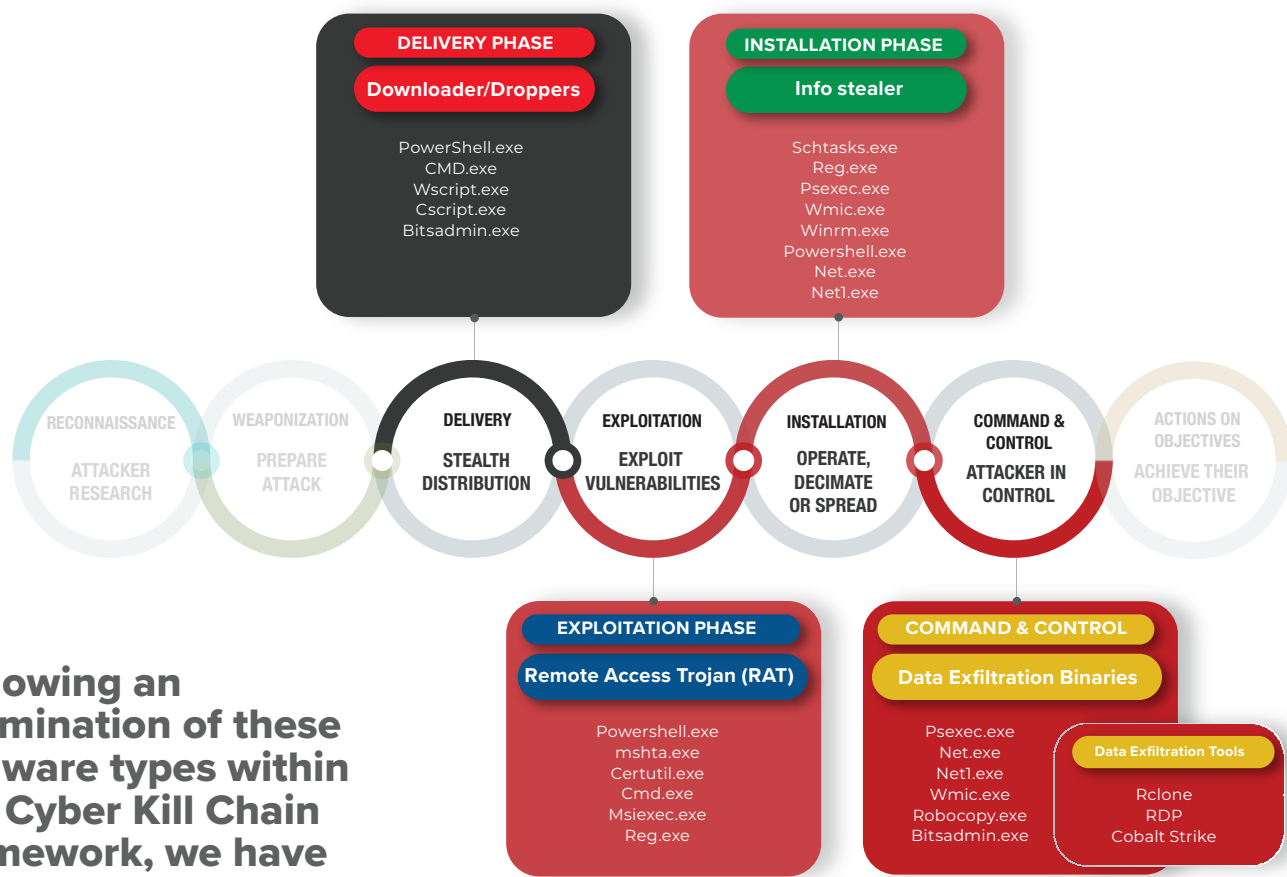 DELIVERY PHASE
Downloader/Droppers
PowerShell.exe
CMD.exe
Wscript.exe
Cscript.exe
Bitsadmin.exe
INSTALLATION PHASE
Info stealer
Schtasks.exe
Reg.exe
Psexec.exe
Wmic.exe
Winrm.exe
Powershell.exe
Net.exe
Net1.exe
RECONNAISSANCE
ATTACKER
RESEARCH
WEAPONIZATION
PREPARE
ATTACK
DELIVERY
STEALTH
DISTRIBUTION
EXPLOITATION
EXPLOIT
VULNERABILITIES
INSTALLATION
OPERATE,
DECIMATE
OR SPREAD
COMMAND &
CONTROL
ATTACKER IN
CONTROL
ACTIONS ON
OBJECTIVES
ACHIEVE THEIR
OBJECTIVE
EXPLOITATION PHASE
Remote Access Trojan (RAT)
Powershell.exe
mshta.exe
Certutil.exe
Cmd.exe
Msiexec.exe
Reg.exe
COMMAND & CONTROL
Data Exfiltration Binaries
Psexec.exe
Net.exe
Net1.exe
Wmic.exe
Robocopy.exe
Bitsadmin.exe
Data Exfiltration Tools
Rclone
RDP
Cobalt Strike
owing an
mination of these
ware types within
Cyber Kill Chain
mework, we have